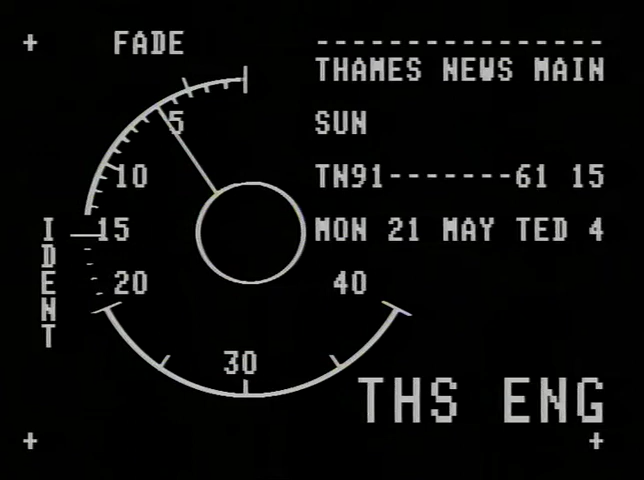 FADE
----------------
THAMES NEWS MAIN
SUN
TN91-------61 15
MON 21 MAY TED 4
5
10
15
20
30
40
IDENT
THS ENG